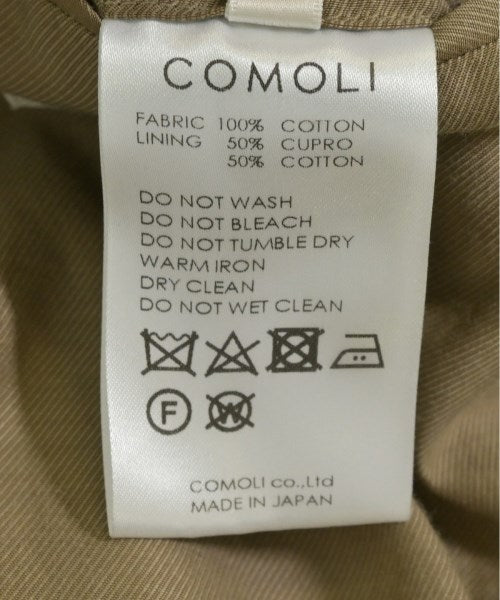 COMOLI
FABRIC 100% COTTON
LINING 50% CUPRO
50% COTTON
DO NOT WASH
DO NOT BLEACH
DO NOT TUMBLE DRY
WARM IRON
DRY CLEAN
DO NOT WET CLEAN
F W
COMOLI co.,Ltd
MADE IN JAPAN